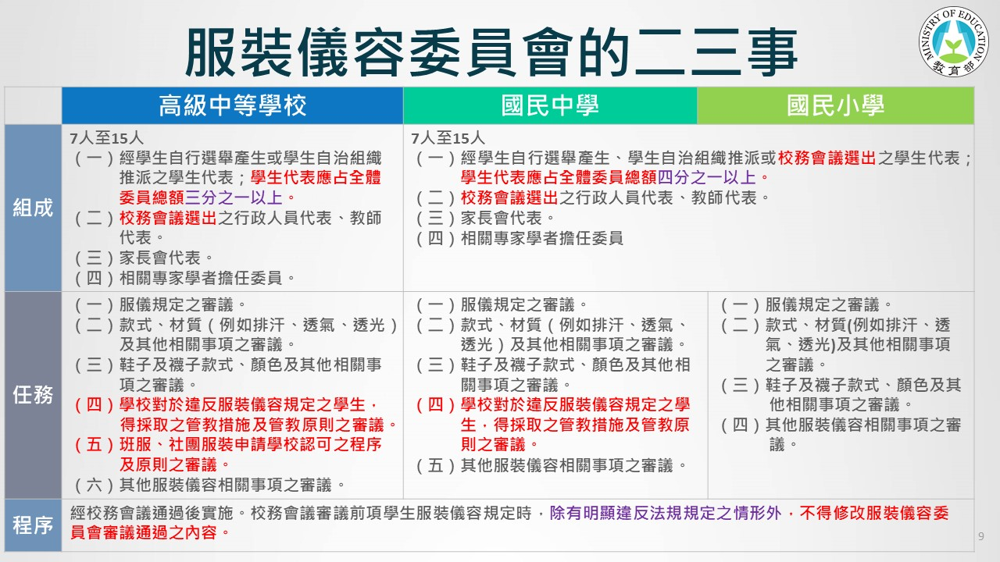 服裝儀容委員會的二三事
MINISTRY OF EDUCATION
教育部
高級中等學校
國民中學
國民小學
組成
7人至15人
（一）經學生自行選舉產生或學生自治組織
推派之學生代表；學生代表應占全體
委員總額三分之一以上。
（二）校務會議選出之行政人員代表、教師
代表。
（三）家長會代表。
（四）相關專家學者擔任委員。
7人至15人
（一）經學生自行選舉產生、學生自治組織推派或校務會議選出之學生代表；
學生代表應占全體委員總額四分之一以上。
（二）校務會議選出之行政人員代表、教師代表。
（三）家長會代表。
（四）相關專家學者擔任委員
任務
（一）服儀規定之審議。
（二）款式、材質（例如排汗、透氣、透光）
及其他相關事項之審議。
（三）鞋子及襪子款式、顏色及其他相關事
項之審議。
（四）學校對於違反服裝儀容規定之學生，
得採取之管教措施及管教原則之審議。
（五）班服、社團服裝申請學校認可之程序
及原則之審議。
（六）其他服裝儀容相關事項之審議。
（一）服儀規定之審議。
（二）款式、材質（例如排汗、透氣、
透光）及其他相關事項之審議。
（三）鞋子及襪子款式、顏色及其他相
關事項之審議。
（四）學校對於違反服裝儀容規定之學
生，得採取之管教措施及管教原
則之審議。
（五）其他服裝儀容相關事項之審議。
（一）服儀規定之審議。
（二）款式、材質(例如排汗、透
氣、透光)及其他相關事項
之審議。
（三）鞋子及襪子款式、顏色及其
他相關事項之審議。
（四）其他服裝儀容相關事項之審
議。
程序
經校務會議通過後實施。校務會議審議前項學生服裝儀容規定時，除有明顯違反法規規定之情形外，不得修改服裝儀容委
員會審議通過之內容。
9